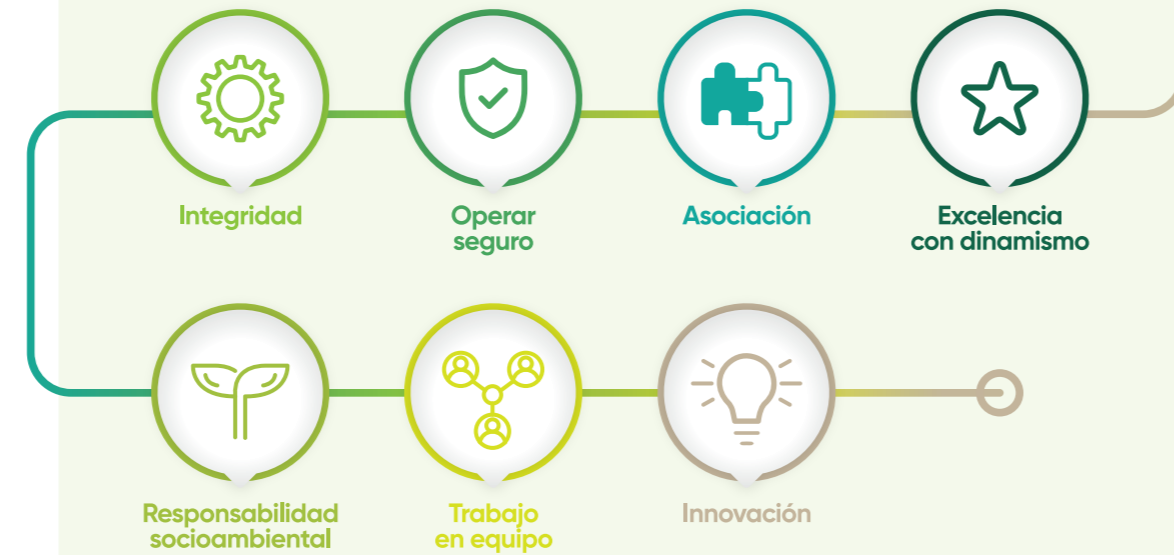 Integridad
Operar
seguro
Asociación
Excelencia
con dinamismo
Responsabilidad
socioambiental
Trabajo
en equipo
Innovación